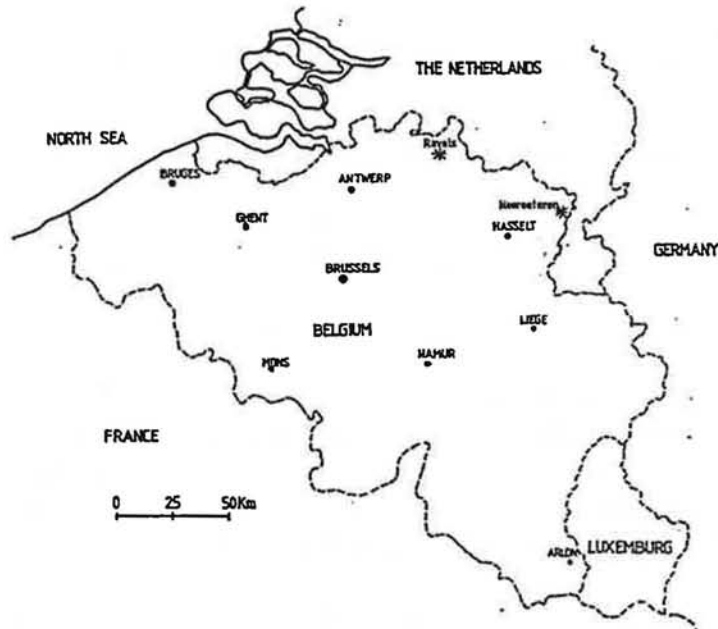 THE NETHERLANDS
NORTH SEA
Ravels
BRUGES
ANTWERP
GHENT
Neeroeteren
HASSELT
GERMANY
BRUSSELS
BELGIUM
LIEGE
MONS
NAMUR
FRANCE
0 25 50Km
ARLON
LUXEMBURG